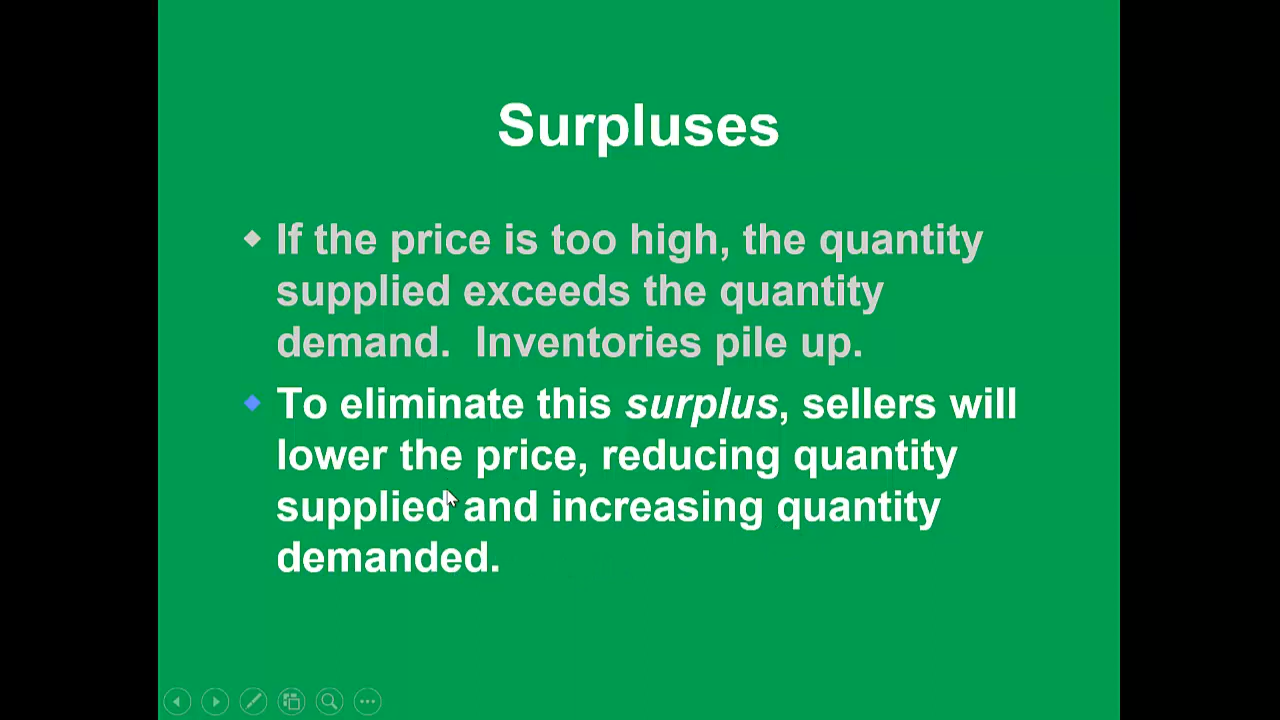 Surpluses
If the price is too high, the quantity
supplied exceeds the quantity
demand.  Inventories pile up.
To eliminate this surplus, sellers will
lower the price, reducing quantity
supplied and increasing quantity
demanded.